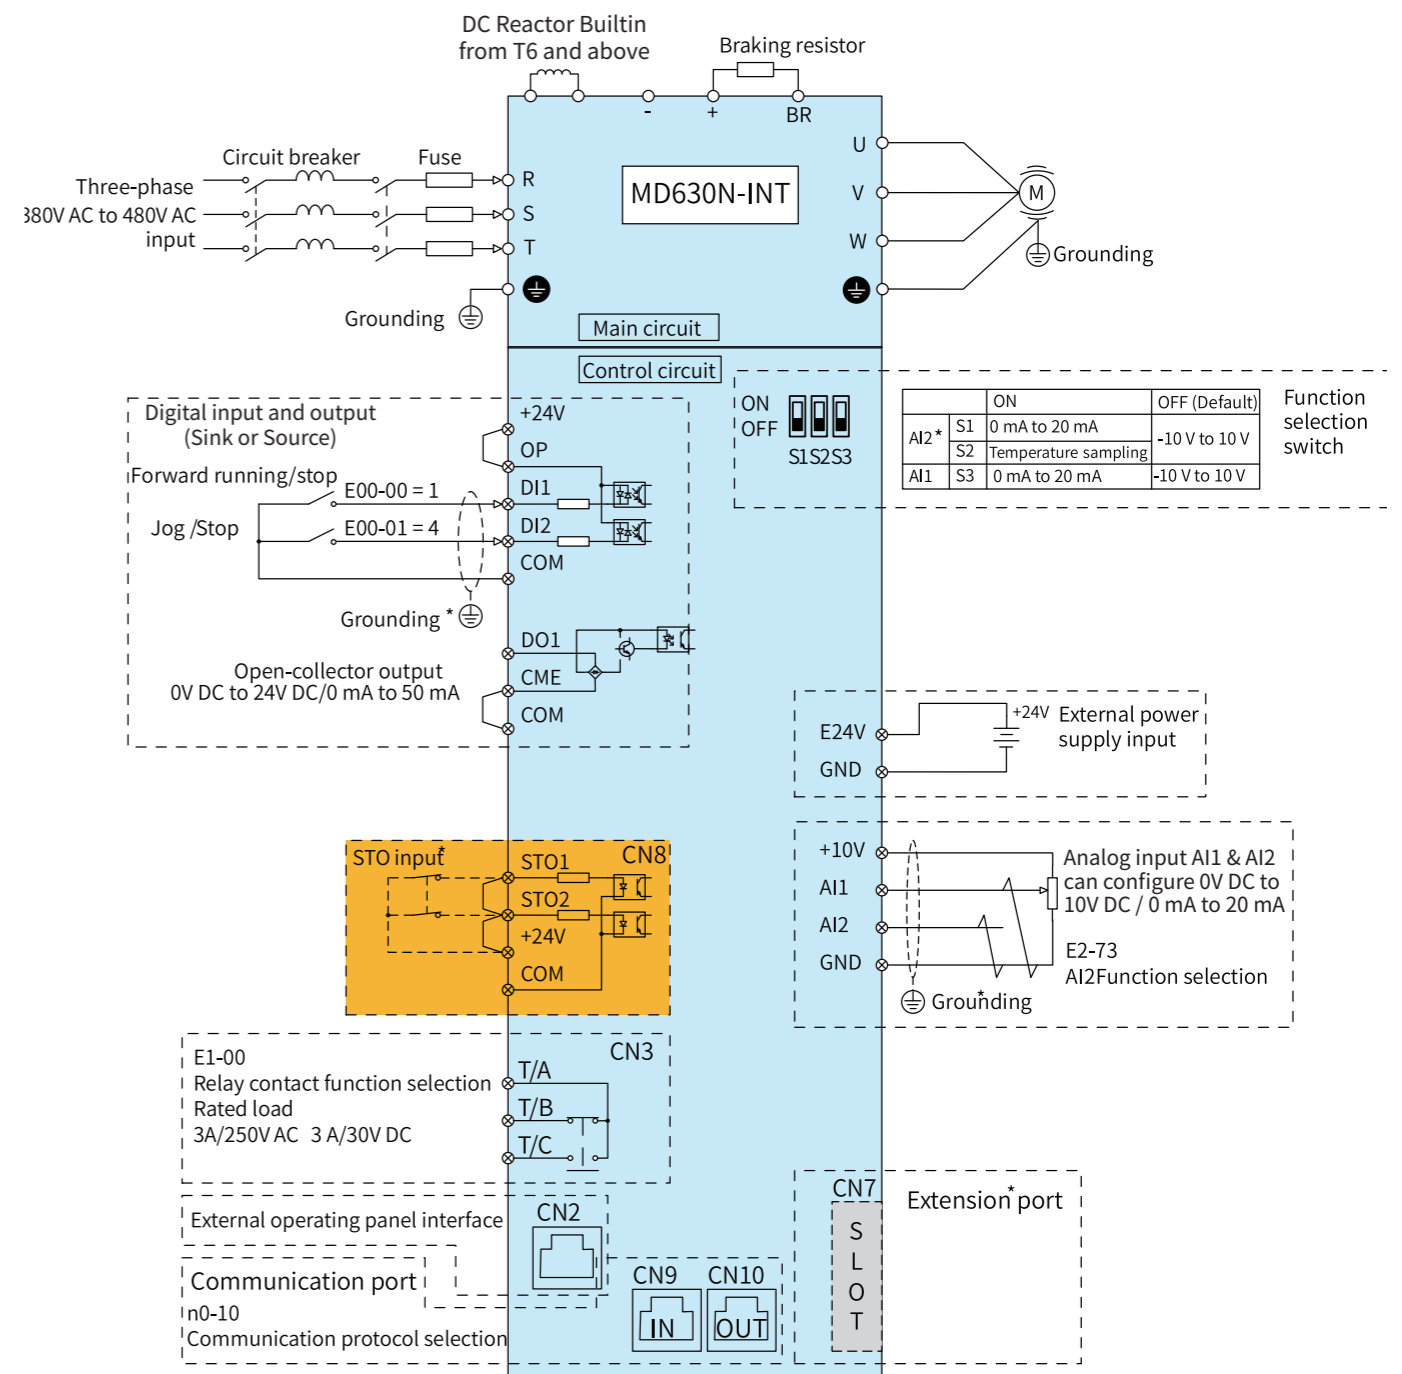 DC Reactor Builtin
from T6 and above
Braking resistor
- + BR
Circuit breaker Fuse
Three-phase
380V AC to 480V AC
input
R
S
T
MD630N-INT
U
V
W
M
Grounding
Grounding
Main circuit
Control circuit
Digital input and output
(Sink or Source)
Forward running/stop
E00-00 = 1
Jog /Stop
E00-01 = 4
Grounding *
+24V
OP
DI1
DI2
COM
DO1
CME
COM
Open-collector output
0V DC to 24V DC/0 mA to 50 mA
ON
OFF
S1 S2 S3
ON OFF (Default)
AI2* S1 0 mA to 20 mA -10 V to 10 V
S2 Temperature sampling
AI1 S3 0 mA to 20 mA -10 V to 10 V
Function
selection
switch
E24V
GND
+24V
External power
supply input
STO input*
CN8
STO1
STO2
+24V
COM
+10V
AI1
AI2
GND
Analog input AI1 & AI2
can configure 0V DC to
10V DC / 0 mA to 20 mA
E2-73
AI2Function selection
Grounding*
E1-00
Relay contact function selection
Rated load
3A/250V AC 3 A/30V DC
CN3
T/A
T/B
T/C
External operating panel interface
CN2
Communication port
n0-10
Communication protocol selection
CN9 CN10
IN OUT
CN7
SLOT
Extension* port